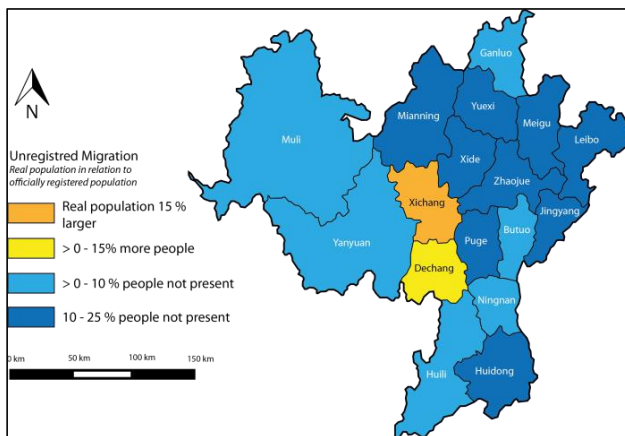 N
Unregistred Migration
Real population in relation to
officially registered population
Real population 15 %
larger
> 0 - 15% more people
> 0 - 10 % people not present
10 - 25 % people not present
0 km
50 km
100 km
150 km
Ganluo
Mianning
Yuexi
Meigu
Leibo
Muli
Xide
Zhaojue
Xichang
Jingyang
Butuo
Yanyuan
Puge
Dechang
Ningnan
Huili
Huidong